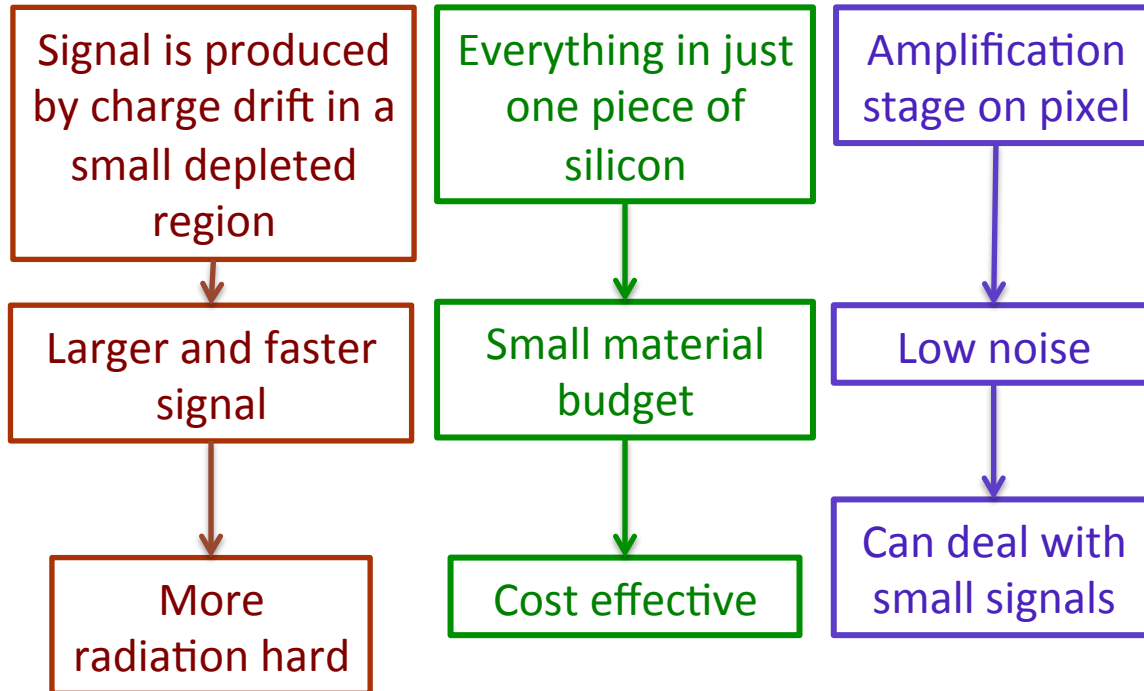 Signal is produced
by charge drift in a
small depleted
region
Larger and faster
signal
More
radiation hard
Everything in just
one piece of
silicon
Small material
budget
Cost effective
Amplification
stage on pixel
Low noise
Can deal with
small signals